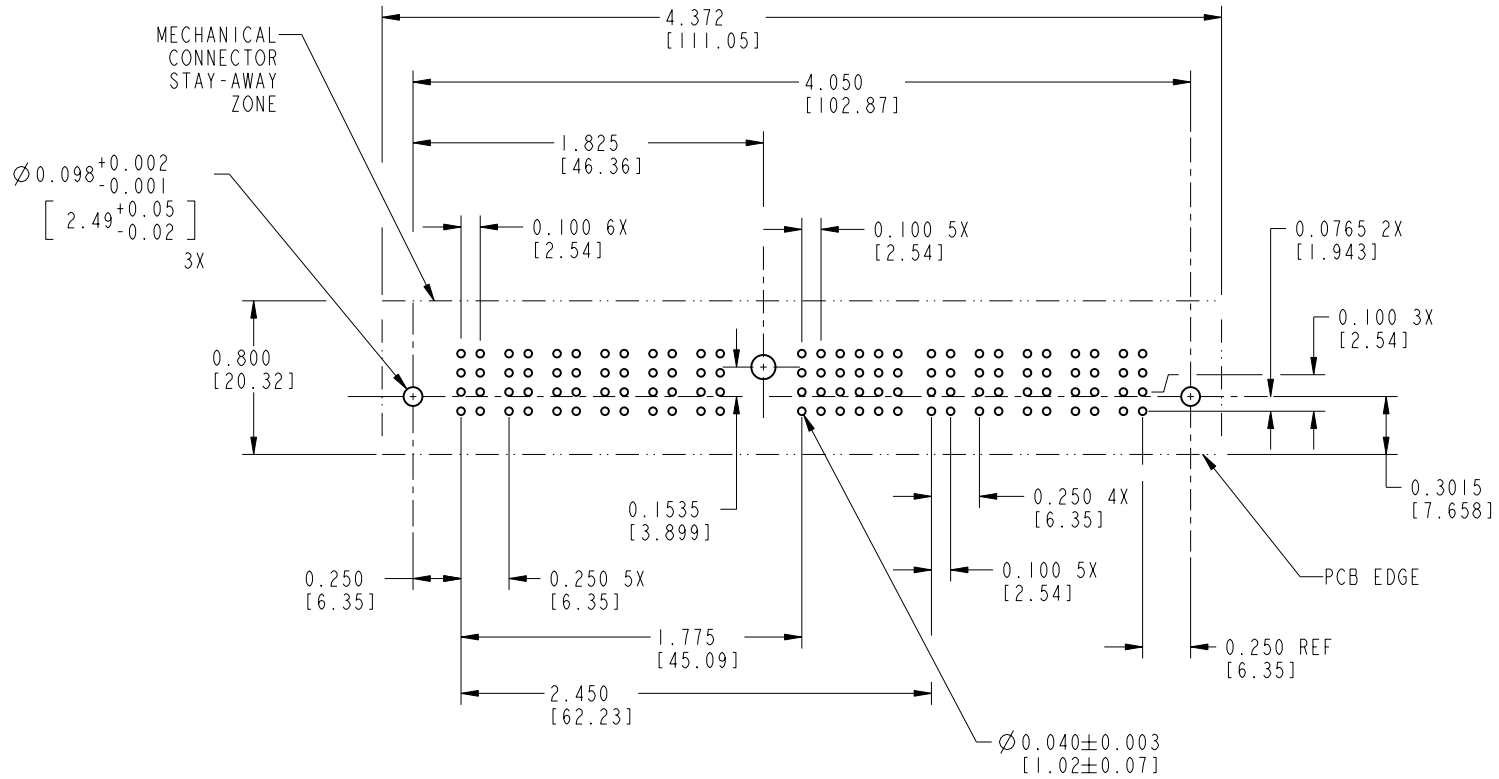 4.372
[111.05]
MECHANICAL
CONNECTOR
STAY-AWAY
ZONE
4.050
[102.87]
1.825
[46.36]
Ø0.098 +0.002
-0.001
[ 2.49 +0.05 ]
-0.02
3X
0.100 6X
[2.54]
0.100 5X
[2.54]
0.0765 2X
[1.943]
0.100 3X
[2.54]
0.800
[20.32]
0.1535
[3.899]
0.250 4X
[6.35]
0.3015
[7.658]
0.250
[6.35]
0.250 5X
[6.35]
0.100 5X
[2.54]
PCB EDGE
1.775
[45.09]
0.250 REF
[6.35]
2.450
[62.23]
Ø0.040±0.003
[1.02±0.07]